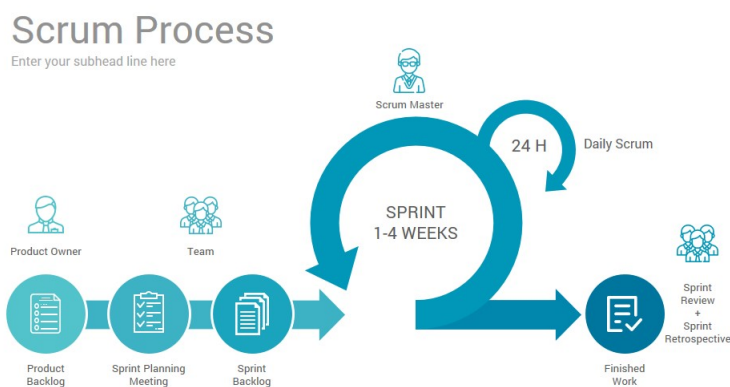 Scrum Process
Enter your subhead line here
Scrum Master
24 H
Daily Scrum
SPRINT
1-4 WEEKS
Product Owner
Team
Sprint
Review
+
Sprint
Retrospective
Product
Backlog
Sprint Planning
Meeting
Sprint
Backlog
Finished
Work